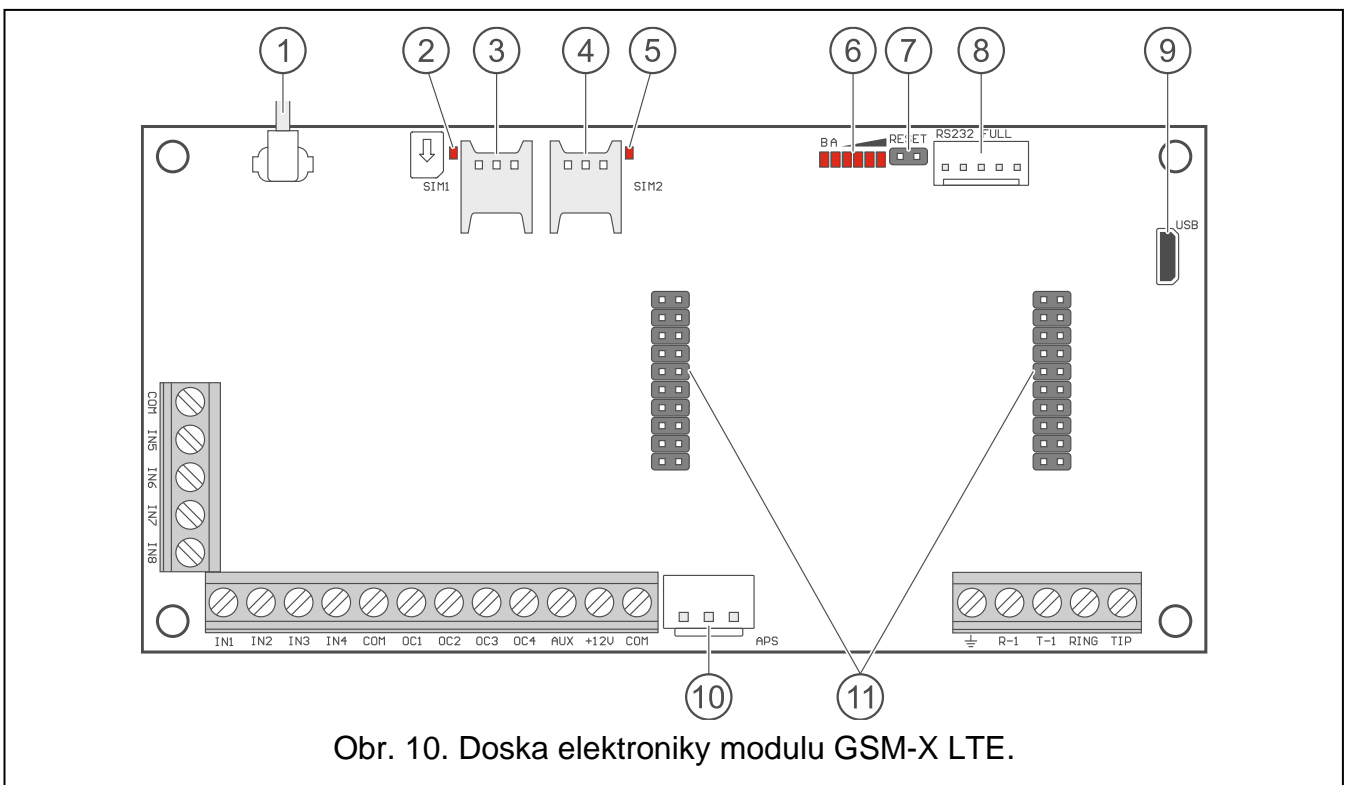 1 2 3 4 5 6 7 8 9
BA RESET RS232 FULL
SIM1 SIM2
USB
COM
IN5
IN6
IN7
IN8
IN1 IN2 IN3 IN4 COM OC1 OC2 OC3 OC4 AUX +12V COM APS R-1 T-1 RING TIP
10 11
Obr. 10. Doska elektroniky modulu GSM-X LTE.